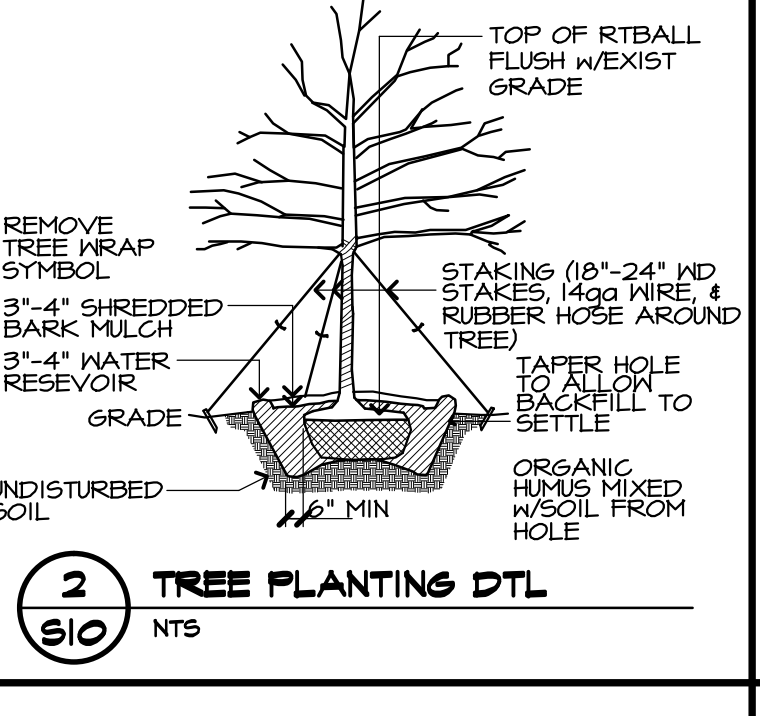 TOP OF RTBALL
FLUSH w/EXIST
GRADE
REMOVE
TREE WRAP
SYMBOL
3"-4" SHREDDED
BARK MULCH
3"-4" WATER
RESEVOIR
GRADE
UNDISTURBED
SOIL
STAKING (18"-24" WD
STAKES, 14ga WIRE, &
RUBBER HOSE AROUND
TREE)
TAPER HOLE
TO ALLOW
BACKFILL TO
SETTLE
ORGANIC
HUMUS MIXED
w/SOIL FROM
HOLE
6" MIN
2
S10
TREE PLANTING DTL
NTS